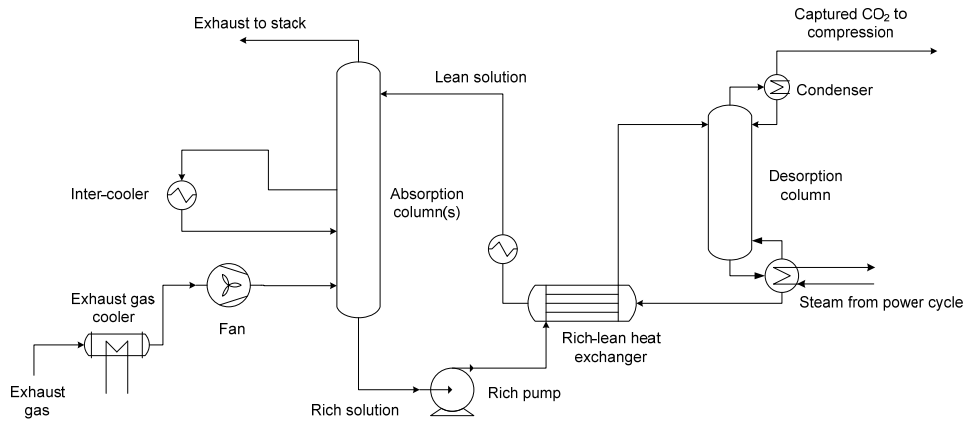 Exhaust to stack
Captured CO₂ to
compression
Lean solution
Condenser
Inter-cooler
Absorption
column(s)
Desorption
column
Exhaust gas
cooler
Fan
Steam from power cycle
Rich-lean heat
exchanger
Exhaust
gas
Rich solution
Rich pump